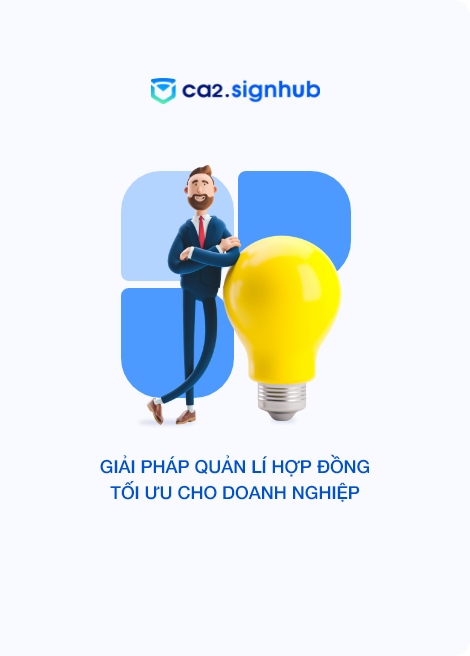 ca2.signhub
GIẢI PHÁP QUẢN LÍ HỢP ĐỒNG
TỐI ƯU CHO DOANH NGHIỆP